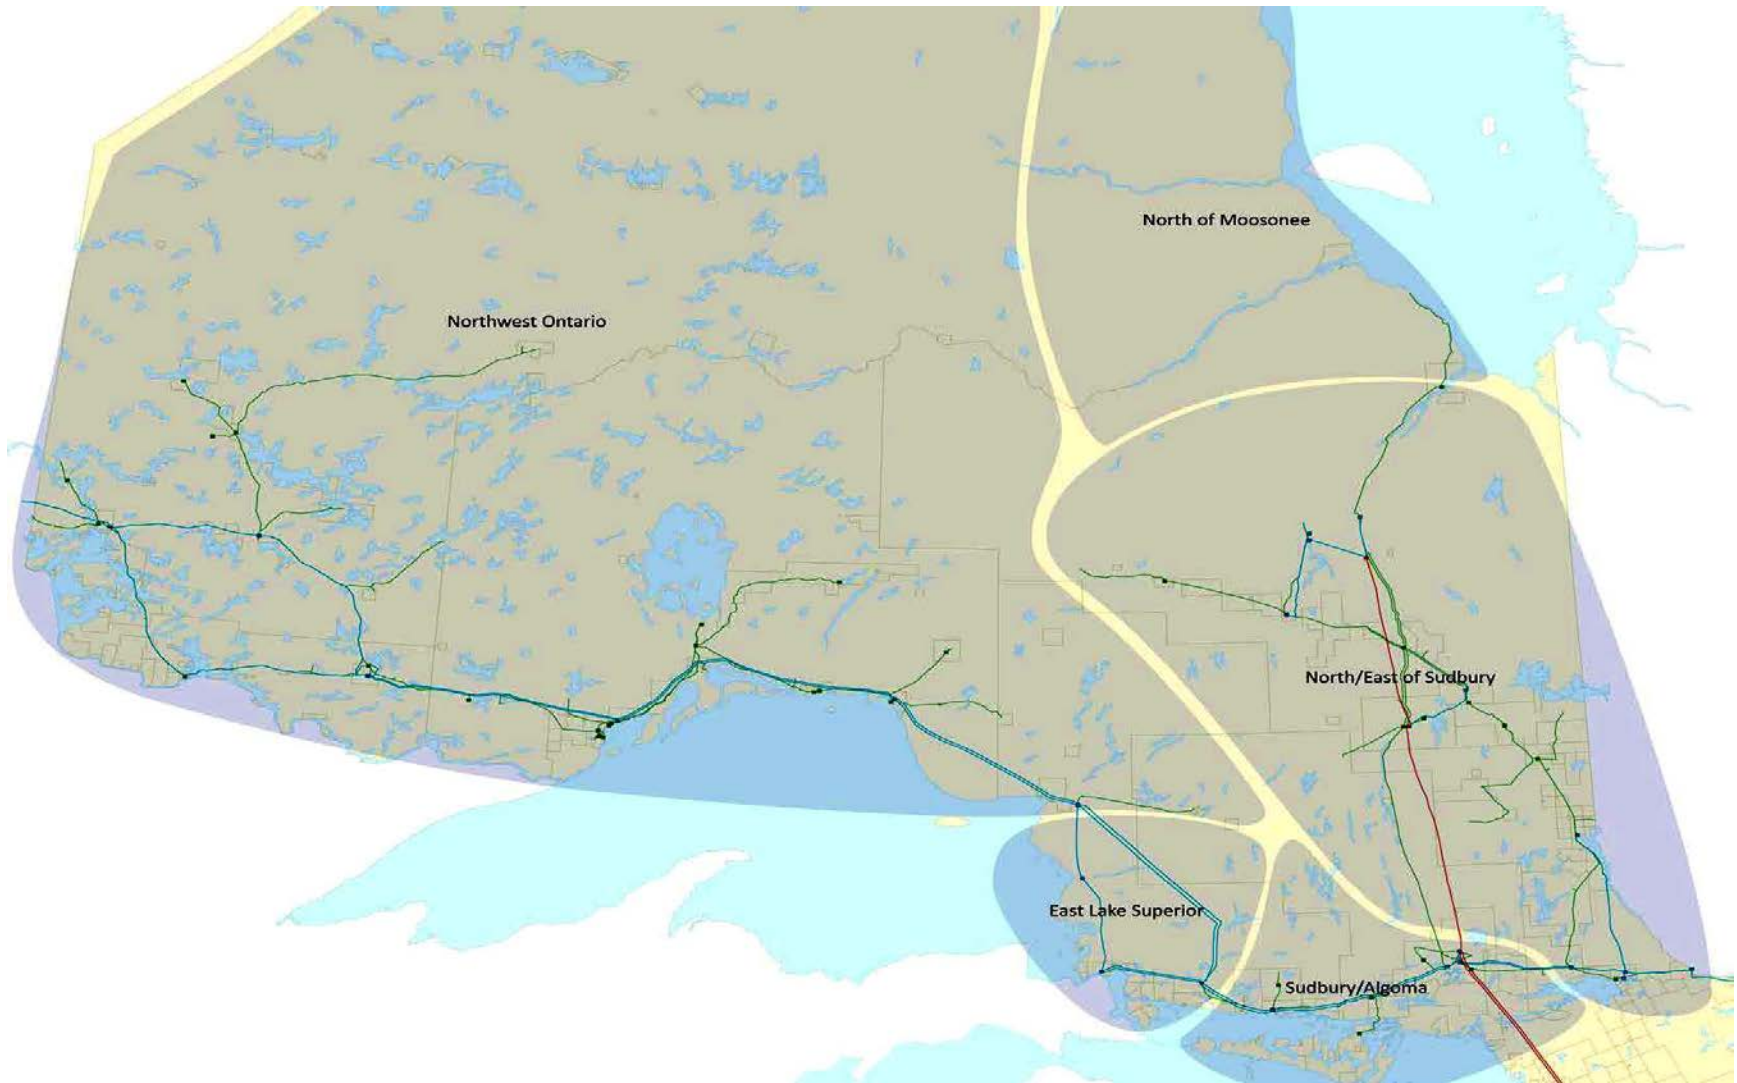 North of Moosonee
Northwest Ontario
North/East of Sudbury
East Lake Superior
Sudbury/Algoma